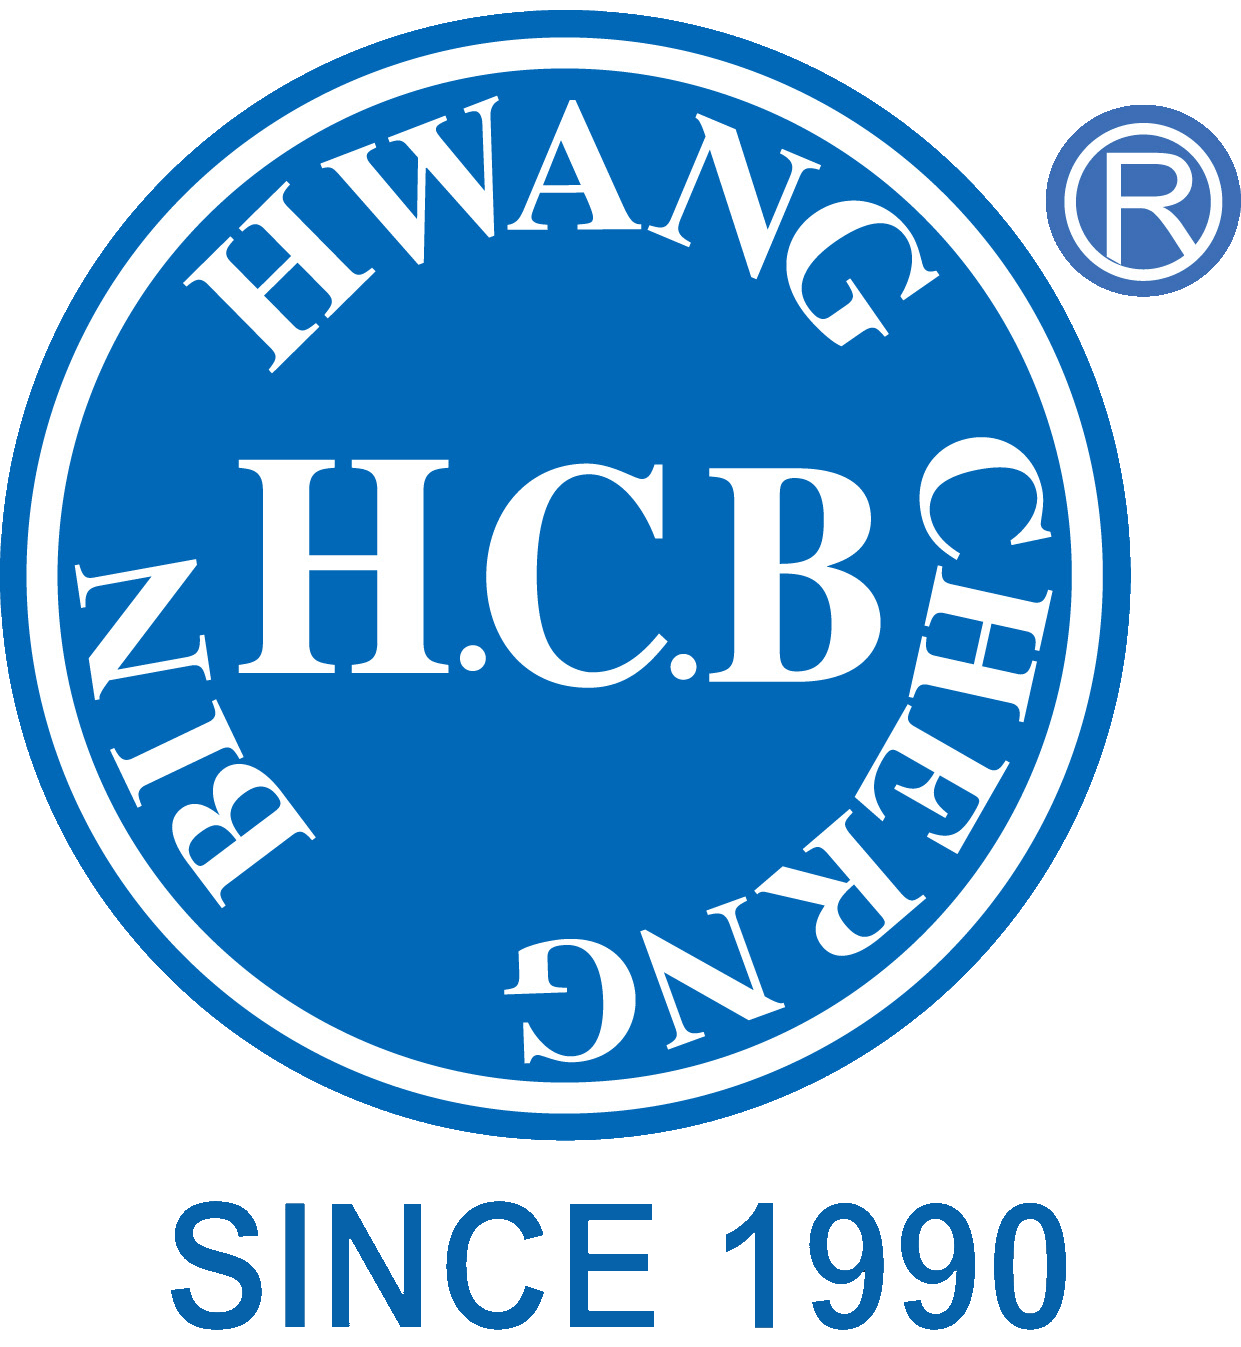 HWANG CHERNG BIN
H.C.B
®
SINCE 1990